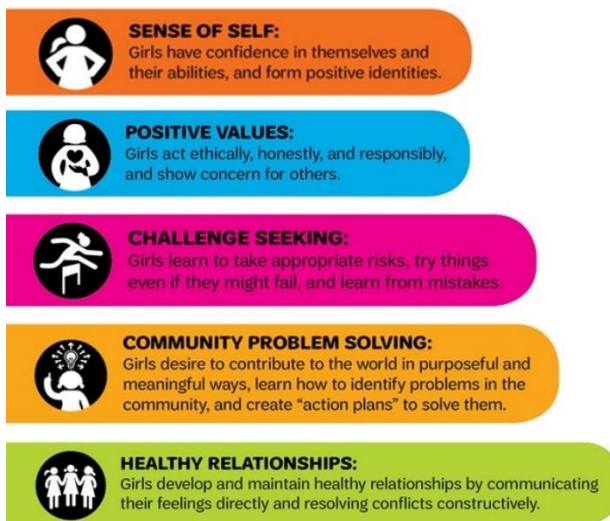 SENSE OF SELF:
Girls have confidence in themselves and
their abilities, and form positive identities.
POSITIVE VALUES:
Girls act ethically, honestly, and responsibly,
and show concern for others.
CHALLENGE SEEKING:
Girls learn to take appropriate risks, try things
even if they might fail, and learn from mistakes.
COMMUNITY PROBLEM SOLVING:
Girls desire to contribute to the world in purposeful and
meaningful ways, learn how to identify problems in the
community, and create “action plans” to solve them.
HEALTHY RELATIONSHIPS:
Girls develop and maintain healthy relationships by communicating
their feelings directly and resolving conflicts constructively.